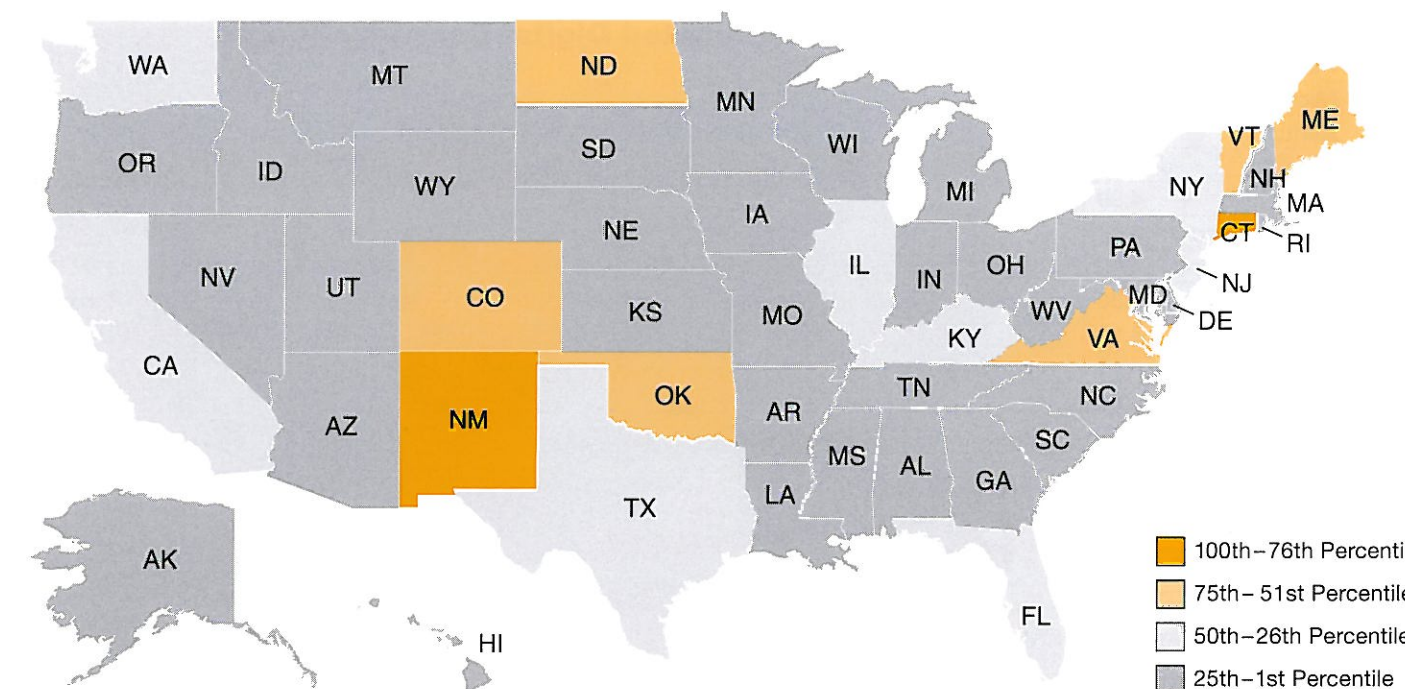 WA
MT
ND
MN
OR
ID
WY
SD
WI
MI
NY
VT
NH
ME
MA
CT
RI
NE
IA
NV
UT
CO
KS
MO
IL
IN
OH
PA
NJ
WV
MD
DE
KY
VA
CA
AZ
NM
OK
AR
TN
NC
SC
MS
AL
GA
LA
TX
FL
AK
HI
100th–76th Percenti
75th–51st Percentile
50th–26th Percentile
25th–1st Percentile